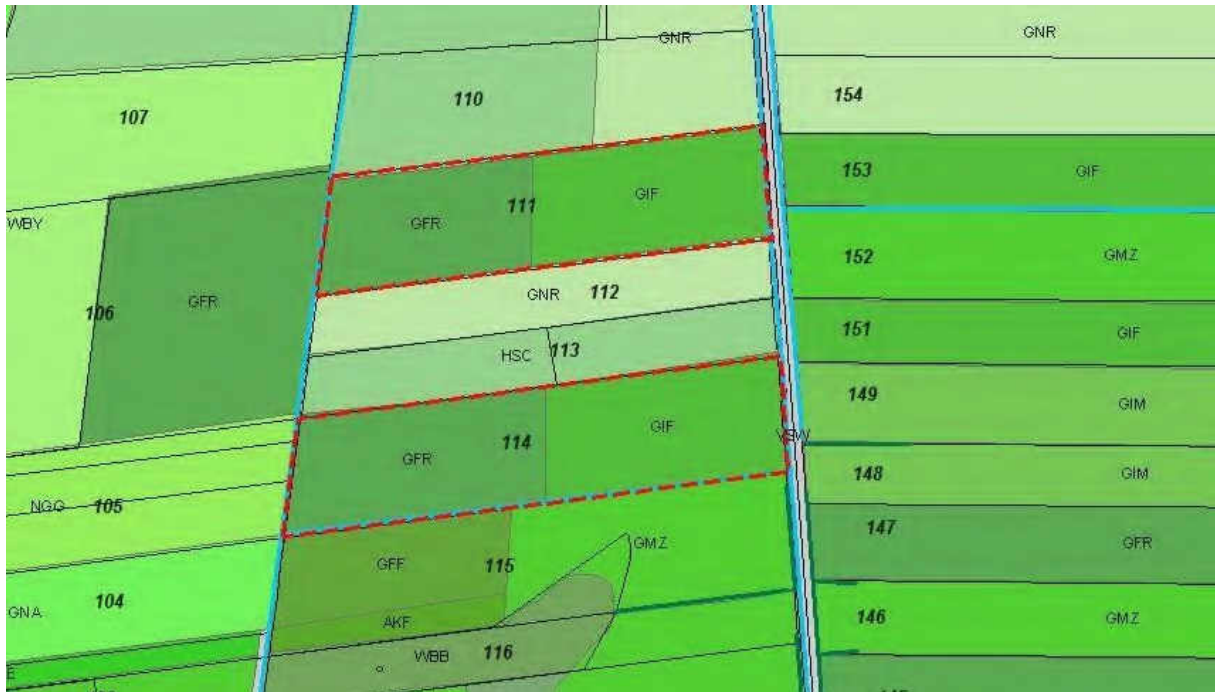 GNR
GNR
110
154
107
153
GIF
GIF
111
GFR
WBY
152
GMZ
GNR 112
GFR
106
151
GIF
HSC 113
149
GIM
GIF
114
GFR
148
GIM
NGG 105
147
GFR
GMZ
GFF
115
104
GNA
146
GMZ
AKF
WBB 116
E